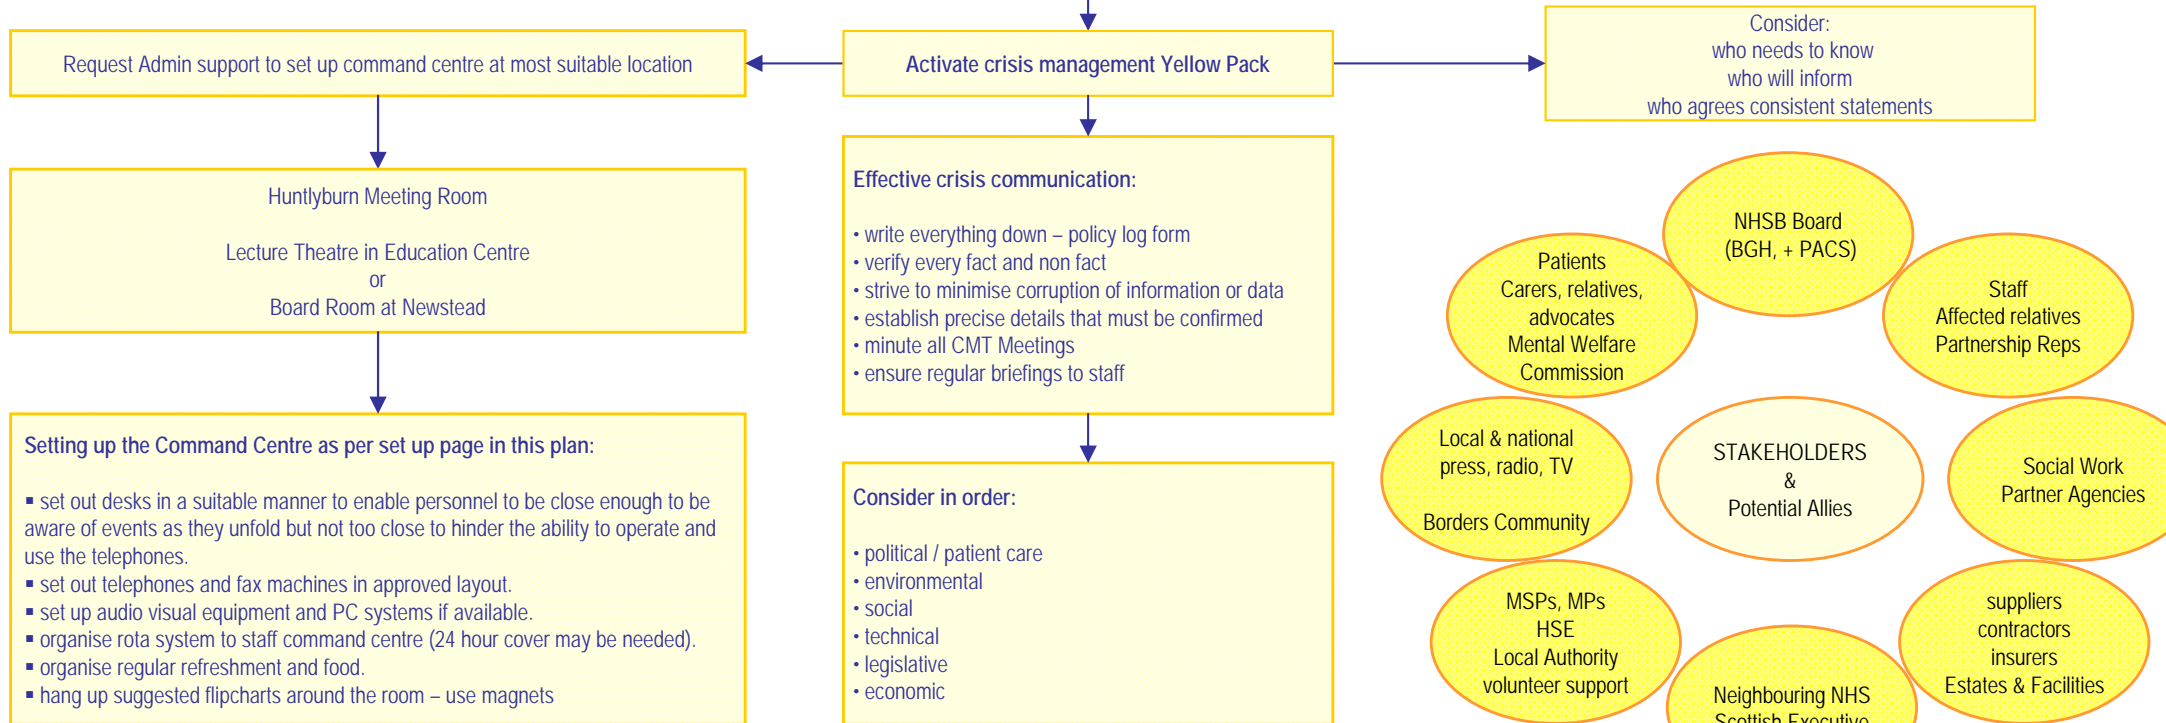 Request Admin support to set up command centre at most suitable location
Activate crisis management Yellow Pack
Consider:
who needs to know
who will inform
who agrees consistent statements
Huntlyburn Meeting Room
Lecture Theatre in Education Centre
or
Board Room at Newstead
Effective crisis communication:
• write everything down – policy log form
• verify every fact and non fact
• strive to minimise corruption of information or data
• establish precise details that must be confirmed
• minute all CMT Meetings
• ensure regular briefings to staff
Setting up the Command Centre as per set up page in this plan:
▪ set out desks in a suitable manner to enable personnel to be close enough to be
aware of events as they unfold but not too close to hinder the ability to operate and
use the telephones.
▪ set out telephones and fax machines in approved layout.
▪ set up audio visual equipment and PC systems if available.
▪ organise rota system to staff command centre (24 hour cover may be needed).
▪ organise regular refreshment and food.
▪ hang up suggested flipcharts around the room – use magnets
Consider in order:
• political / patient care
• environmental
• social
• technical
• legislative
• economic
NHSB Board
(BGH, + PACS)
Patients
Carers, relatives,
advocates
Mental Welfare
Commission
Staff
Affected relatives
Partnership Reps
Local & national
press, radio, TV
Borders Community
STAKEHOLDERS
&
Potential Allies
Social Work
Partner Agencies
MSPs, MPs
HSE
Local Authority
volunteer support
suppliers
contractors
insurers
Estates & Facilities
Neighbouring NHS
Scottish Executive